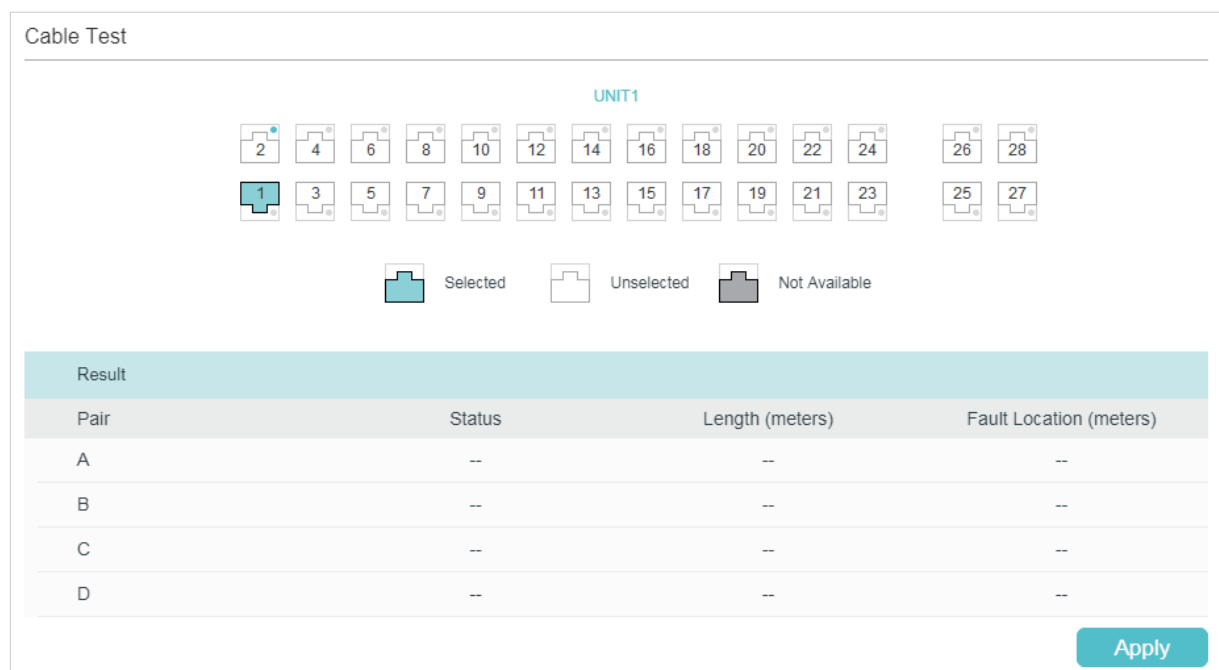 Cable Test
UNIT1
2 4 6 8 10 12 14 16 18 20 22 24 26 28
1 3 5 7 9 11 13 15 17 19 21 23 25 27
Selected Unselected Not Available
Result
Pair Status Length (meters) Fault Location (meters)
A -- -- --
B -- -- --
C -- -- --
D -- -- --
Apply